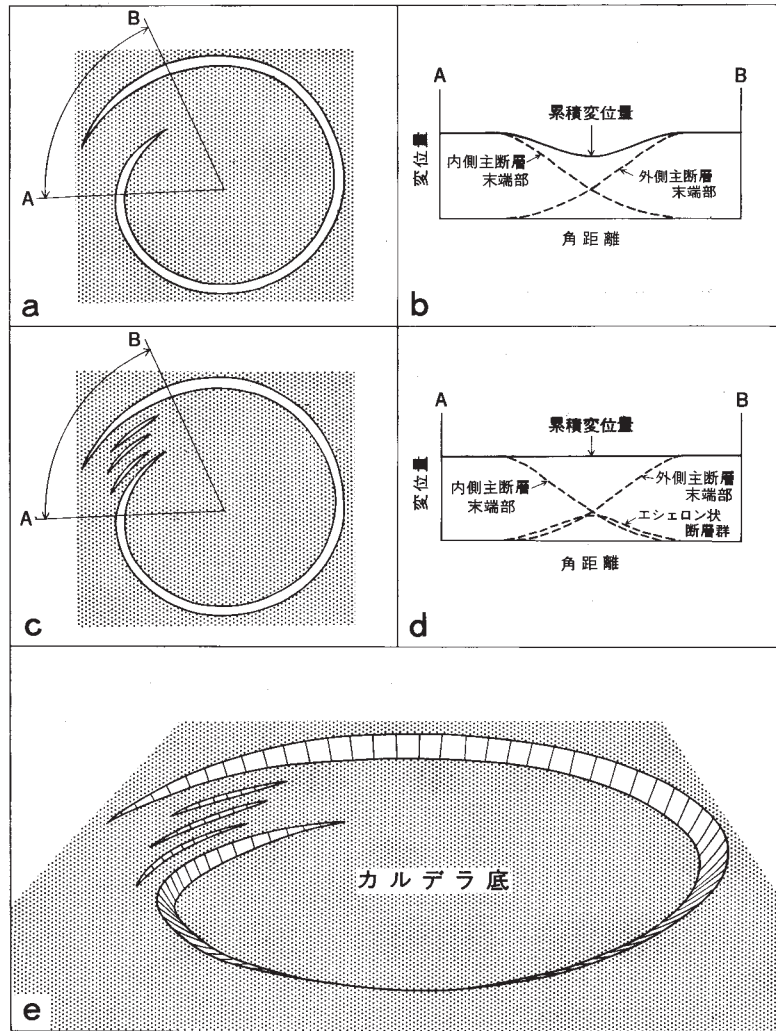 B
A
a
A
B
累積変位量
内側主断層
末端部
外側主断層
末端部
変位量
角距離
b
B
A
c
A
B
累積変位量
内側主断層
末端部
外側主断層
末端部
エシェロン状
断層群
変位量
角距離
d
カルデラ底
e